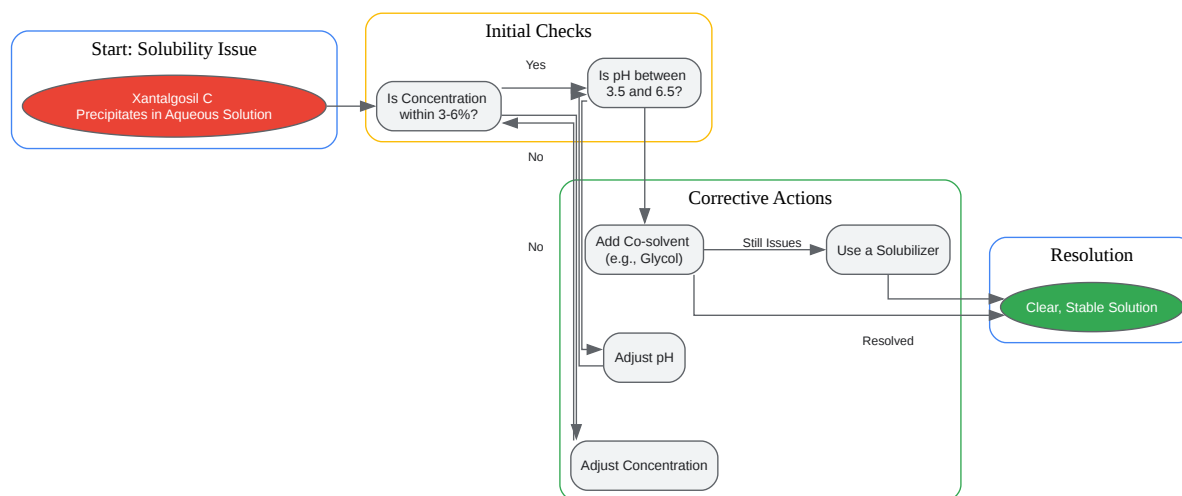 Start: Solubility Issue
Xantalgosil C
Precipitates in Aqueous Solution
Initial Checks
Is Concentration
within 3-6%?
Yes
Is pH between
3.5 and 6.5?
No
No
Corrective Actions
Add Co-solvent
(e.g., Glycol)
Still Issues
Use a Solubilizer
Adjust pH
Adjust Concentration
Resolved
Resolution
Clear, Stable Solution